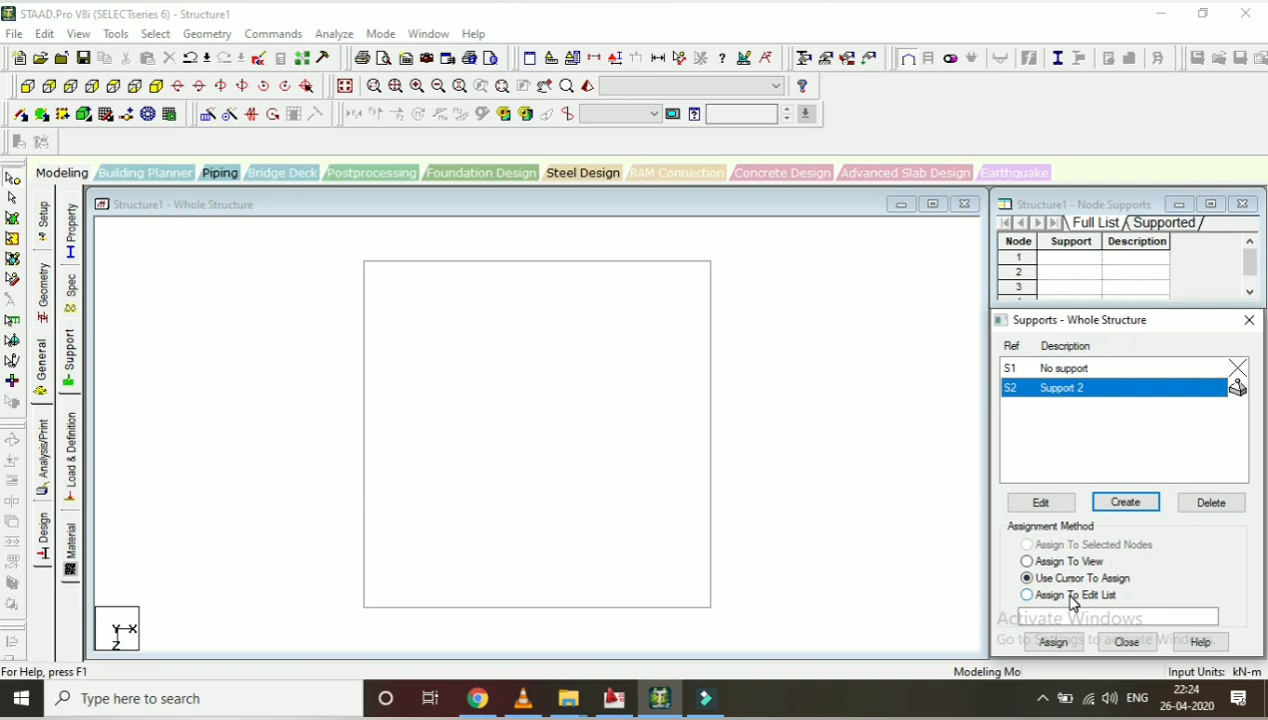 STAAD.Pro V8i (SELECTseries 6) - Structure1
File Edit View Tools Select Geometry Commands Analyze Mode Window Help
Modeling Building Planner Piping Bridge Deck Postprocessing Foundation Design Steel Design RAM Connection Concrete Design Advanced Slab Design Earthquake
Setup
Geometry
General
Analysis/Print
Design
Property
Spec
Support
Load & Definition
Material
Structure1 - Whole Structure
Y X
Z
Structure1 - Node Supports
Full List Supported
Node Support Description
1
2
3
Supports - Whole Structure
Ref Description
S1 No support
S2 Support 2
Edit Create Delete
Assignment Method
Assign To Selected Nodes
Assign To View
Use Cursor To Assign
Assign To Edit List
Activate Windows
Go to Settings to activate Windows.
Assign Close Help
For Help, press F1
Modeling Mo
Input Units: kN-m
Type here to search
ENG
22:24
26-04-2020